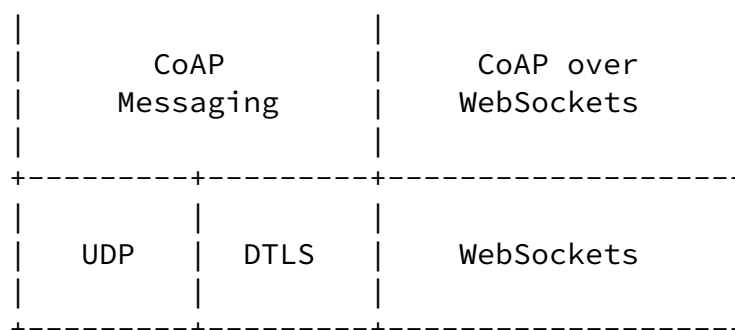 |                   |
|       CoAP        |     CoAP over
|     Messaging     |    WebSockets
|                   |
+---------+---------+--------------------
|         |         |
|   UDP   |  DTLS   |    WebSockets
|         |         |
+---------+---------+--------------------